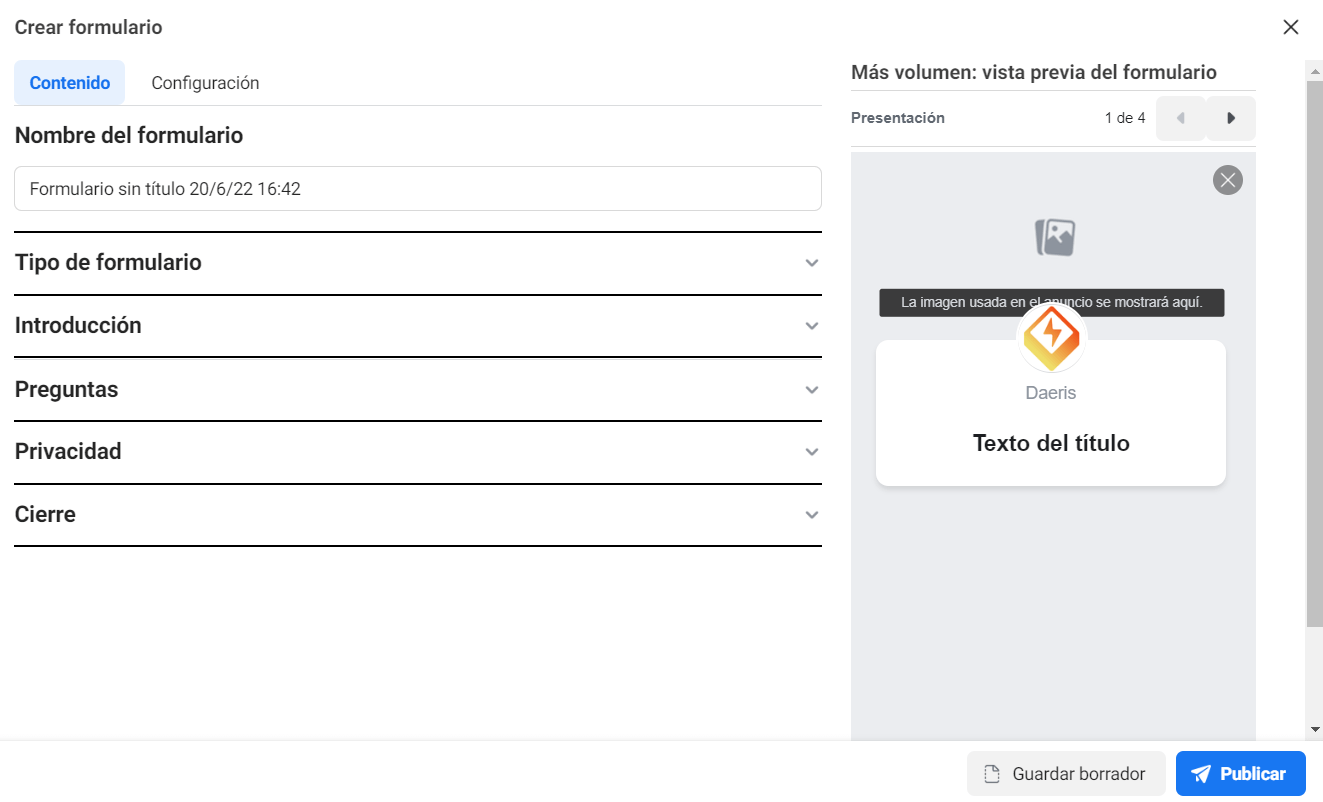 Crear formulario
Contenido
Configuración
Nombre del formulario
Formulario sin título 20/6/22 16:42
Tipo de formulario
Introducción
Preguntas
Privacidad
Cierre
Más volumen: vista previa del formulario
Presentación
1 de 4
La imagen usada en el anuncio se mostrará aquí.
Daeris
Texto del título
Guardar borrador
Publicar